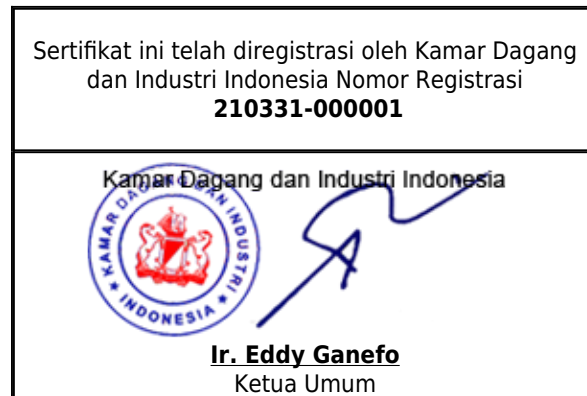 Sertifikat ini telah diregistrasi oleh Kamar Dagang
dan Industri Indonesia Nomor Registrasi
210331-000001
Kamar Dagang dan Industri Indonesia
KAMAR DAGANG DAN INDUSTRI
INDONESIA
Ir. Eddy Ganefo
Ketua Umum